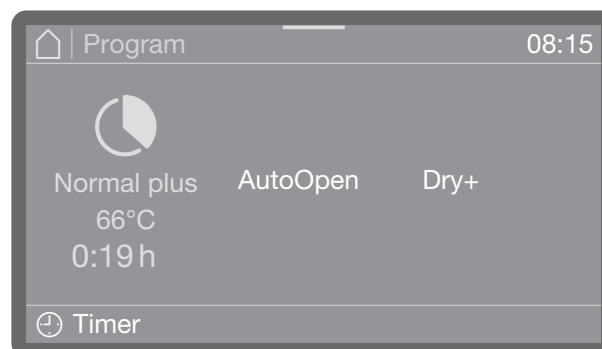 Program 08:15
Normal plus AutoOpen Dry+
66°C
0:19 h
Timer